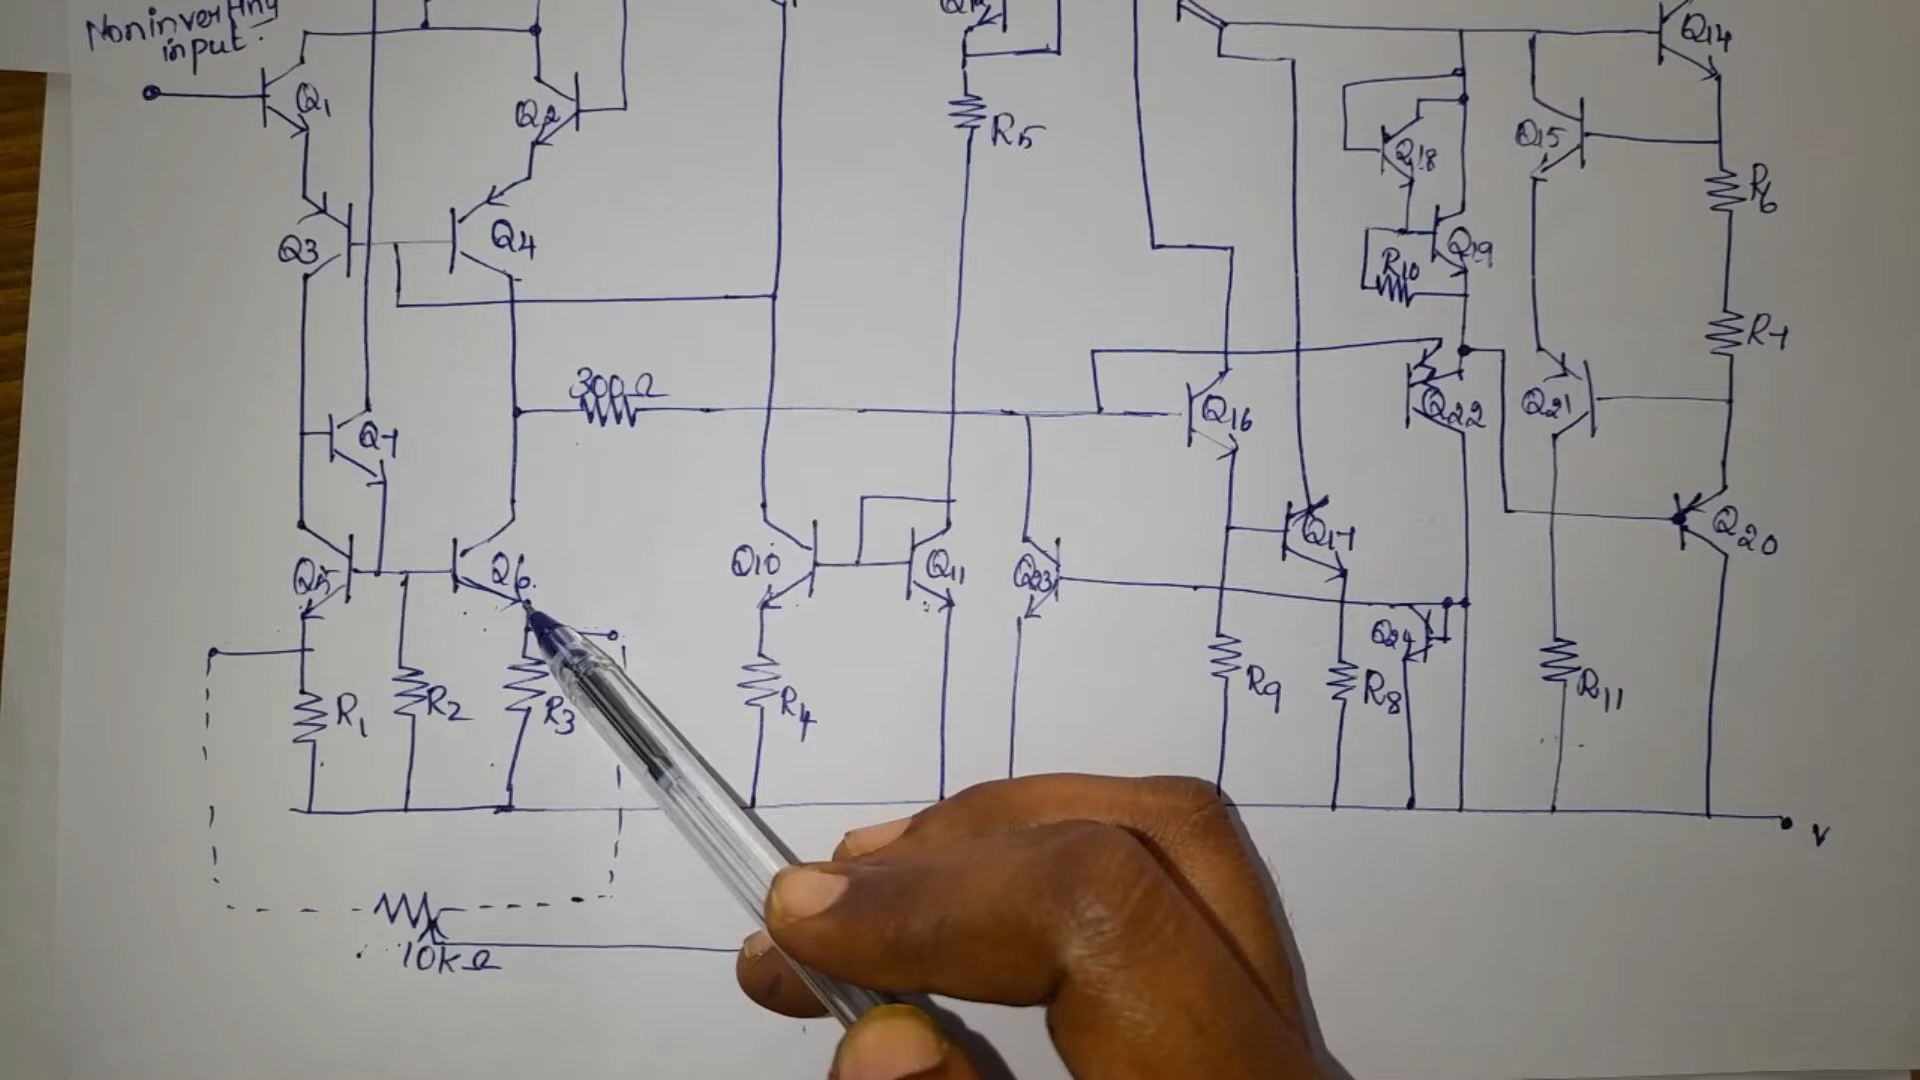 Noninverting
input.
Q14
Q1
Q2
R5
Q15
Q18
R6
Q3
Q4
Q19
R10
R7
300Ω
Q7
Q16
Q22
Q21
Q5
Q6
Q10
Q11
Q23
Q17
Q20
Q24
R1
R2
R3
R4
R9
R8
R11
V
10kΩ